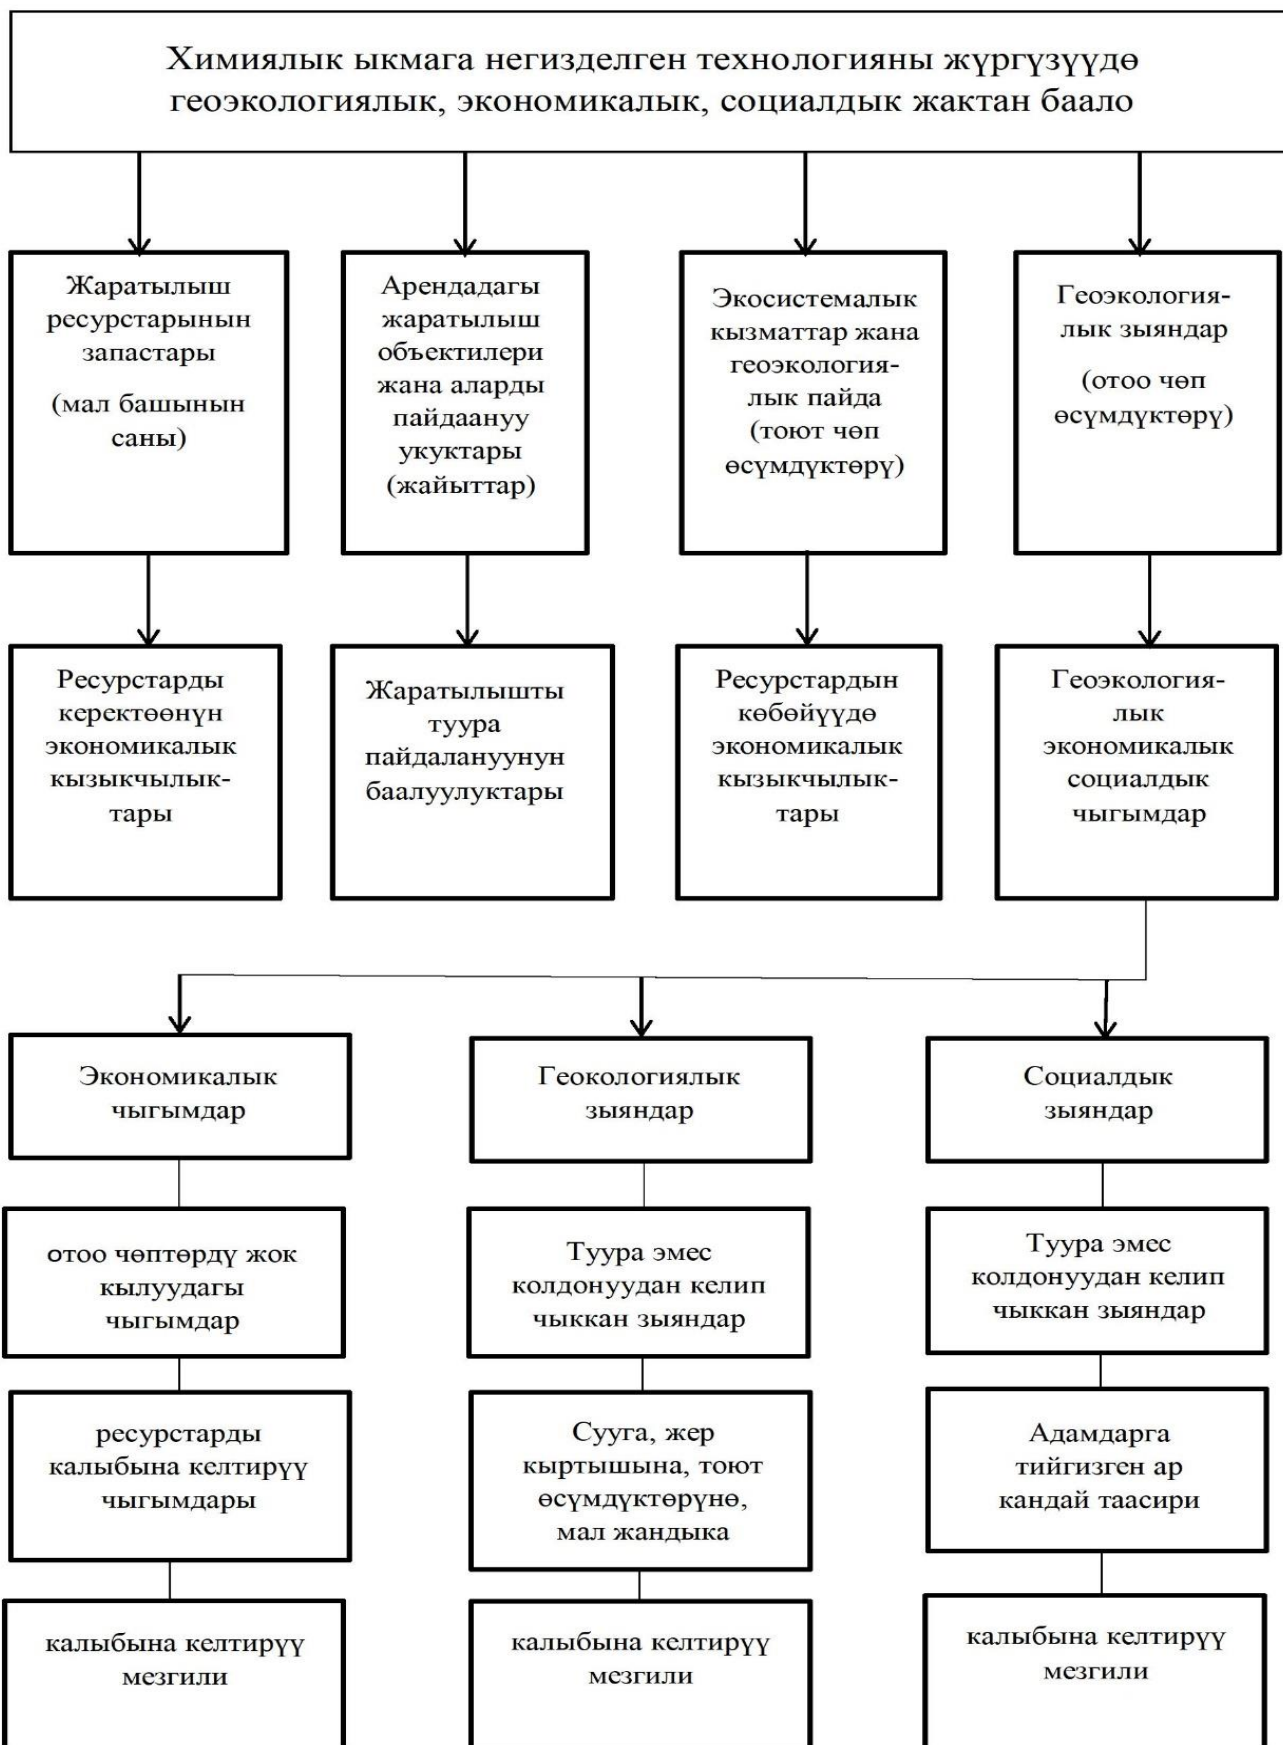 Химиялык ыкмага негизделген технологияны жүргүзүүдө
геоэкологиялык, экономикалык, социалдык жактан баало
Жаратылыш
ресурстарынын
запастары
(мал башынын
саны)
Арендадагы
жаратылыш
объектилери
жана аларды
пайдаануу
укуктары
(жайыттар)
Экосистемалык
кызматтар жана
геоэкология-
лык пайда
(тоют чөп
өсүмдүктөрү)
Геоэкология-
лык зыяндар
(отоо чөп
өсүмдүктөрү)
Ресурстарды
керектөөнүн
экономикалык
кызыкчылык-
тары
Жаратылышты
туура
пайдалануунун
баалуулуктары
Ресурстардын
көбөйүүдө
экономикалык
кызыкчылык-
тары
Геоэкология-
лык
экономикалык
социалдык
чыгымдар
Экономикалык
чыгымдар
Геокологиялык
зыяндар
Социалдык
зыяндар
отоо чөптөрдү жок
кылуудагы
чыгымдар
Туура эмес
колдонуудан келип
чыккан зыяндар
Туура эмес
колдонуудан келип
чыккан зыяндар
ресурстарды
калыбына келтирүү
чыгымдары
Сууга, жер
кыртышына, тоют
өсүмдүктөрүнө,
мал жандыка
Адамдарга
тийгизген ар
кандай таасири
калыбына келтирүү
мезгили
калыбына келтирүү
мезгили
калыбына келтирүү
мезгили